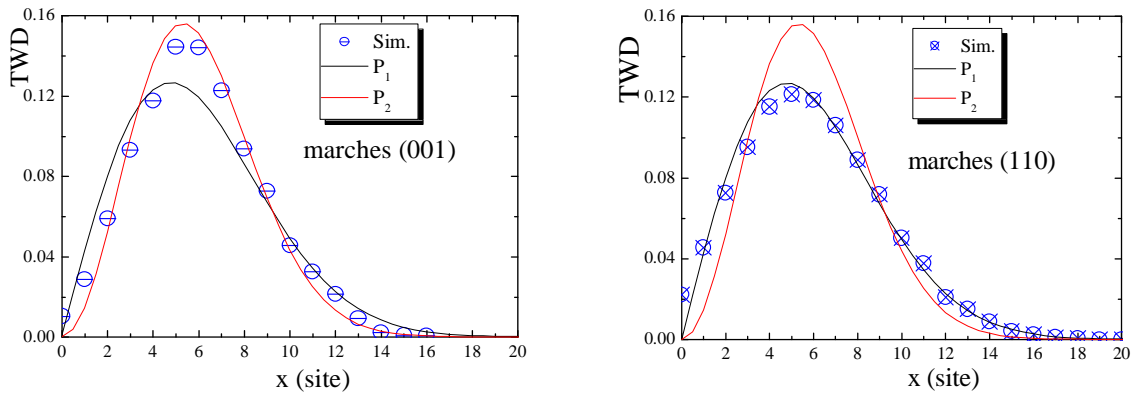 TWD
0.16
0.12
0.08
0.04
0.00
Sim.
P1
P2
marches (001)
0 2 4 6 8 10 12 14 16 18 20
x (site)
TWD
0.16
0.12
0.08
0.04
0.00
Sim.
P1
P2
marches (110)
0 2 4 6 8 10 12 14 16 18 20
x (site)